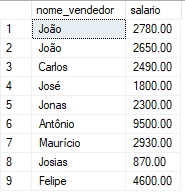 nome_vendedor salario
1 João 2780.00
2 João 2650.00
3 Carlos 2490.00
4 José 1800.00
5 Jonas 2300.00
6 Antônio 9500.00
7 Maurício 2930.00
8 Josias 870.00
9 Felipe 4600.00